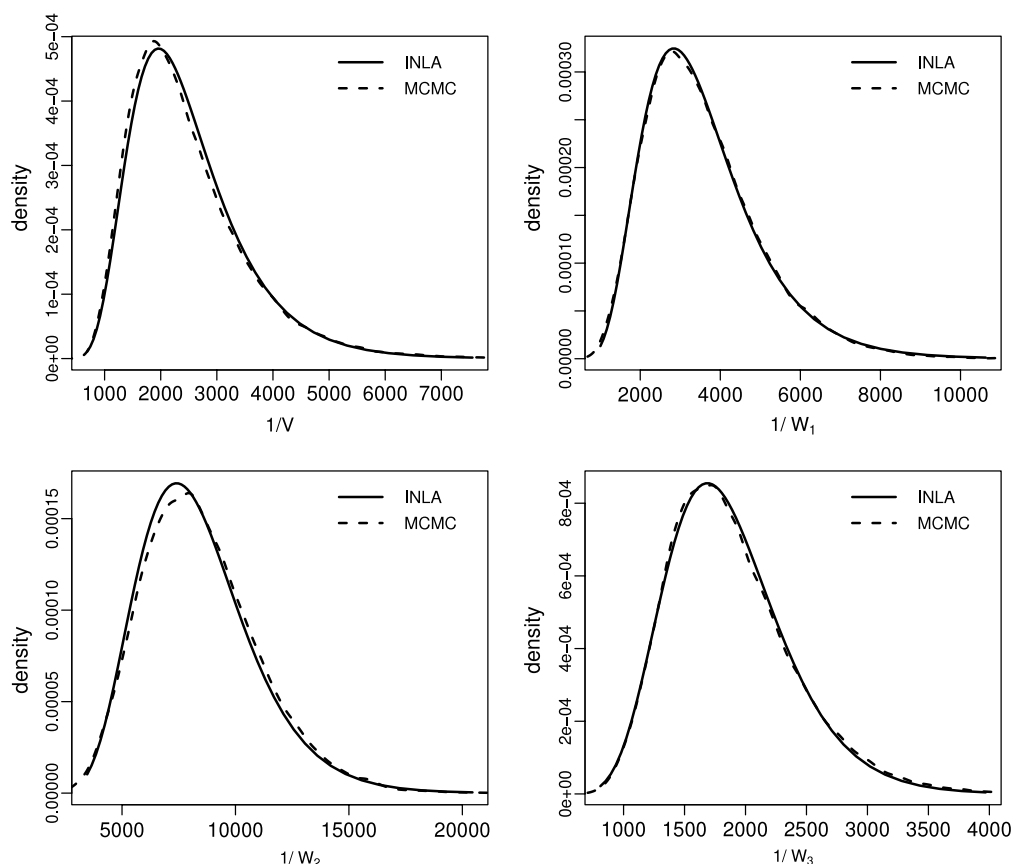 density
0e+00
1e-04
2e-04
3e-04
4e-04
5e-04
INLA
MCMC
1000 2000 3000 4000 5000 6000 7000
1/V
density
0.00000
0.00010
0.00020
0.00030
INLA
MCMC
2000 4000 6000 8000 10000
1/ W₁
density
0.00000
0.00005
0.00010
0.00015
INLA
MCMC
5000 10000 15000 20000
1/ W₂
density
0e+00
2e-04
4e-04
6e-04
8e-04
INLA
MCMC
1000 1500 2000 2500 3000 3500 4000
1/ W₃